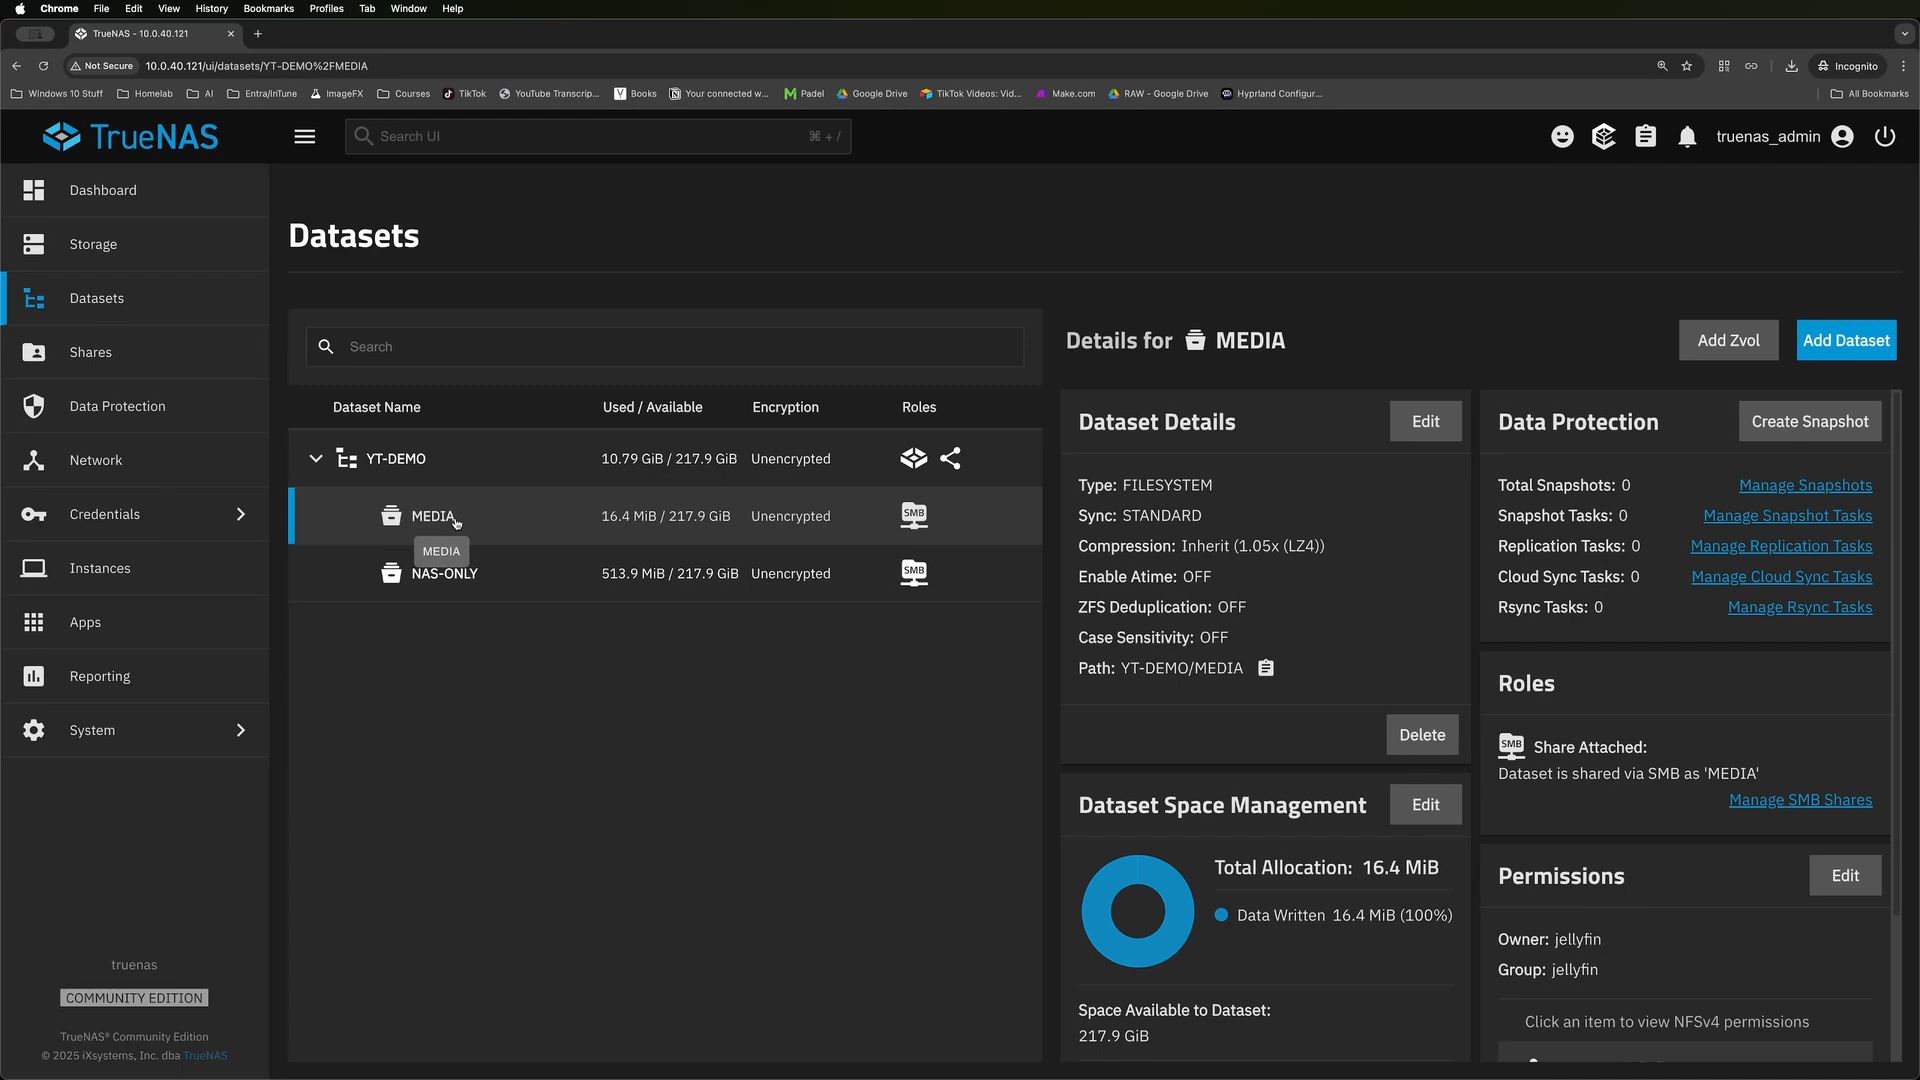 Chrome File Edit View History Bookmarks Profiles Tab Window Help
TrueNAS - 10.0.40.121
Not Secure 10.0.40.121/ui/datasets/YT-DEMO%2FMEDIA Incognito
Windows 10 Stuff Homelab AI Entra/InTune ImageFX Courses TikTok YouTube Transcrip... Books Your connected w... Padel Google Drive TikTok Videos: Vid... Make.com RAW - Google Drive Hyprland Configur... All Bookmarks
TrueNAS Search UI ⌘ + / truenas_admin
Dashboard
Storage
Datasets
Shares
Data Protection
Network
Credentials
Instances
Apps
Reporting
System
truenas
COMMUNITY EDITION
TrueNAS® Community Edition
© 2025 iXsystems, Inc. dba TrueNAS
Datasets
Search
Dataset Name Used / Available Encryption Roles
YT-DEMO 10.79 GiB / 217.9 GiB Unencrypted
MEDIA 16.4 MiB / 217.9 GiB Unencrypted SMB
MEDIA
NAS-ONLY 513.9 MiB / 217.9 GiB Unencrypted SMB
Details for MEDIA Add Zvol Add Dataset
Dataset Details Edit
Type: FILESYSTEM
Sync: STANDARD
Compression: Inherit (1.05x (LZ4))
Enable Atime: OFF
ZFS Deduplication: OFF
Case Sensitivity: OFF
Path: YT-DEMO/MEDIA
Delete
Dataset Space Management Edit
Total Allocation: 16.4 MiB
Data Written 16.4 MiB (100%)
Space Available to Dataset:
217.9 GiB
Data Protection Create Snapshot
Total Snapshots: 0 Manage Snapshots
Snapshot Tasks: 0 Manage Snapshot Tasks
Replication Tasks: 0 Manage Replication Tasks
Cloud Sync Tasks: 0 Manage Cloud Sync Tasks
Rsync Tasks: 0 Manage Rsync Tasks
Roles
SMB Share Attached:
Dataset is shared via SMB as 'MEDIA'
Manage SMB Shares
Permissions Edit
Owner: jellyfin
Group: jellyfin
Click an item to view NFSv4 permissions